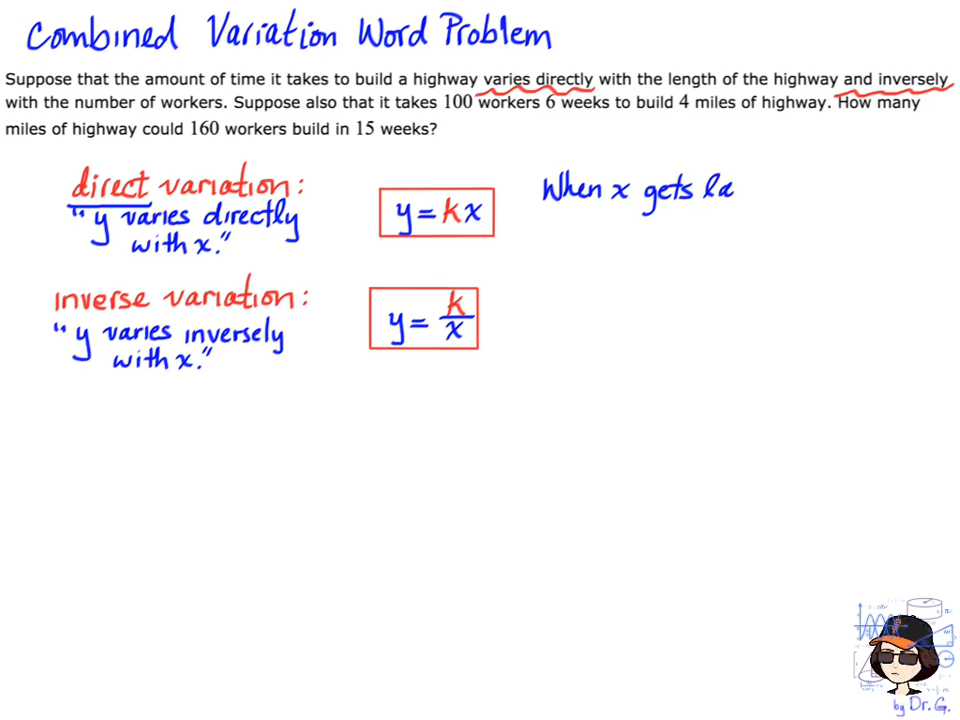 Combined Variation Word Problem
Suppose that the amount of time it takes to build a highway varies directly with the length of the highway and inversely
with the number of workers. Suppose also that it takes 100 workers 6 weeks to build 4 miles of highway. How many
miles of highway could 160 workers build in 15 weeks?
direct variation:
"y varies directly
with x."
y = kx
When x gets la
inverse variation:
"y varies inversely
with x."
y = k/x
by Dr. G.